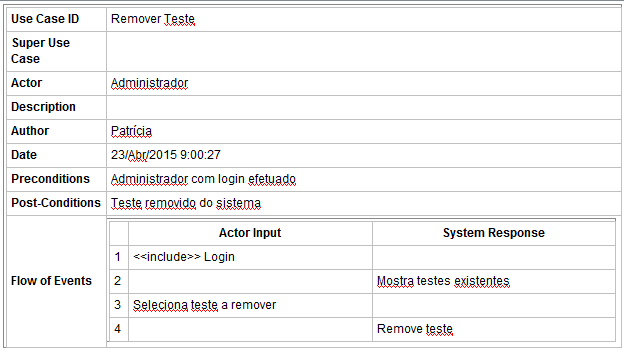 Use Case ID Remover Teste
Super Use
Case
Actor Administrador
Description
Author Patrícia
Date 23/Abr/2015 9:00:27
Preconditions Administrador com login efetuado
Post-Conditions Teste removido do sistema
Flow of Events
Actor Input System Response
1 <<include>> Login
2 Mostra testes existentes
3 Seleciona teste a remover
4 Remove teste